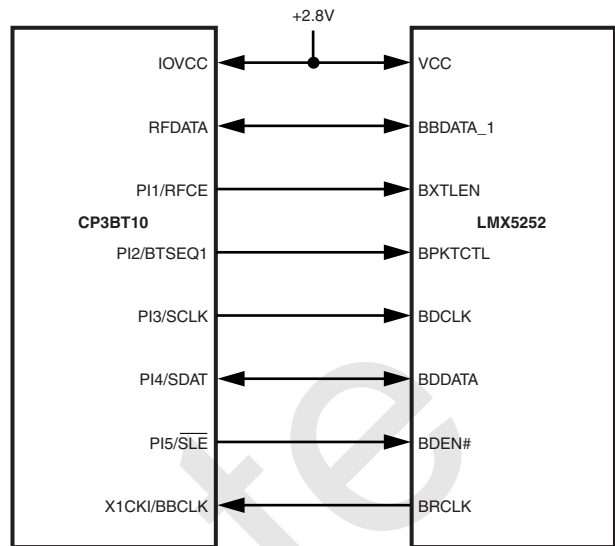 +2.8V
IOVCC VCC
RFDATA BBDATA_1
PI1/RFCE BXTLEN
CP3BT10 LMX5252
PI2/BTSEQ1 BPKTCTL
PI3/SCLK BDCLK
PI4/SDAT BDDATA
PI5/SLE BDEN#
X1CKI/BBCLK BRCLK
te